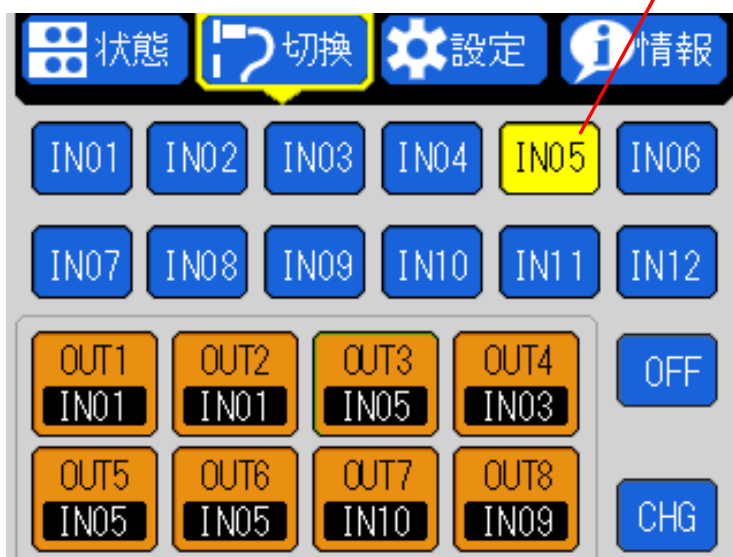 状態 切換 設定 i情報
IN01 IN02 IN03 IN04 IN05 IN06
IN07 IN08 IN09 IN10 IN11 IN12
OUT1 OUT2 OUT3 OUT4 OFF
IN01 IN01 IN05 IN03
OUT5 OUT6 OUT7 OUT8
IN05 IN05 IN10 IN09 CHG